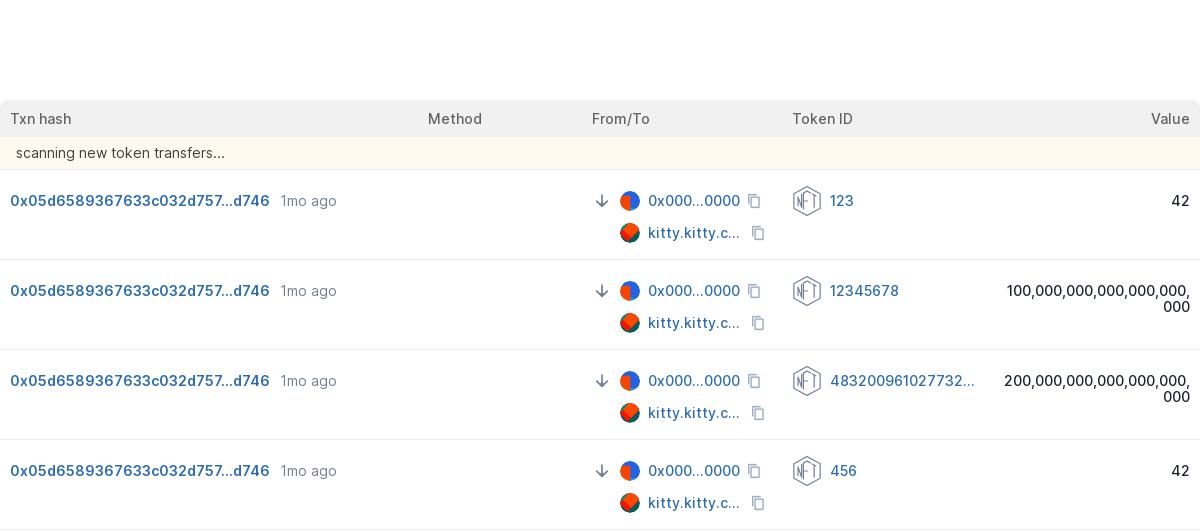 Txn hash Method From/To Token ID Value
scanning new token transfers...
0x05d6589367633c032d757...d746 1mo ago 0x000...0000 NFT 123 42
kitty.kitty.c...
0x05d6589367633c032d757...d746 1mo ago 0x000...0000 NFT 12345678 100,000,000,000,000,000,
000
kitty.kitty.c...
0x05d6589367633c032d757...d746 1mo ago 0x000...0000 NFT 483200961027732... 200,000,000,000,000,000,
000
kitty.kitty.c...
0x05d6589367633c032d757...d746 1mo ago 0x000...0000 NFT 456 42
kitty.kitty.c...